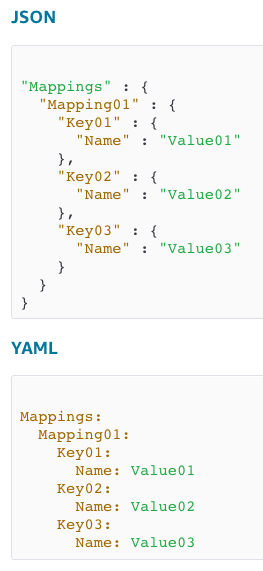 JSON
"Mappings" : {
  "Mapping01" : {
    "Key01" : {
      "Name" : "Value01"
    },
    "Key02" : {
      "Name" : "Value02"
    },
    "Key03" : {
      "Name" : "Value03"
    }
  }
}
YAML
Mappings:
  Mapping01:
    Key01:
      Name: Value01
    Key02:
      Name: Value02
    Key03:
      Name: Value03